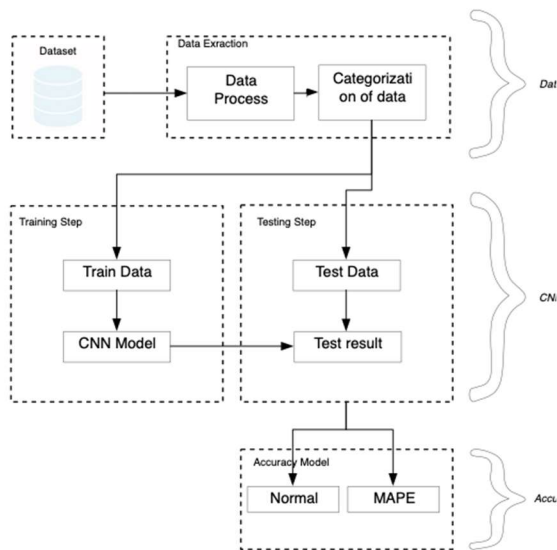 Dataset
Data Exraction
Data
Process
Categorizati
on of data
Dat
Training Step
Testing Step
Train Data
Test Data
CNN Model
Test result
CN
Accuracy Model
Normal
MAPE
Accu